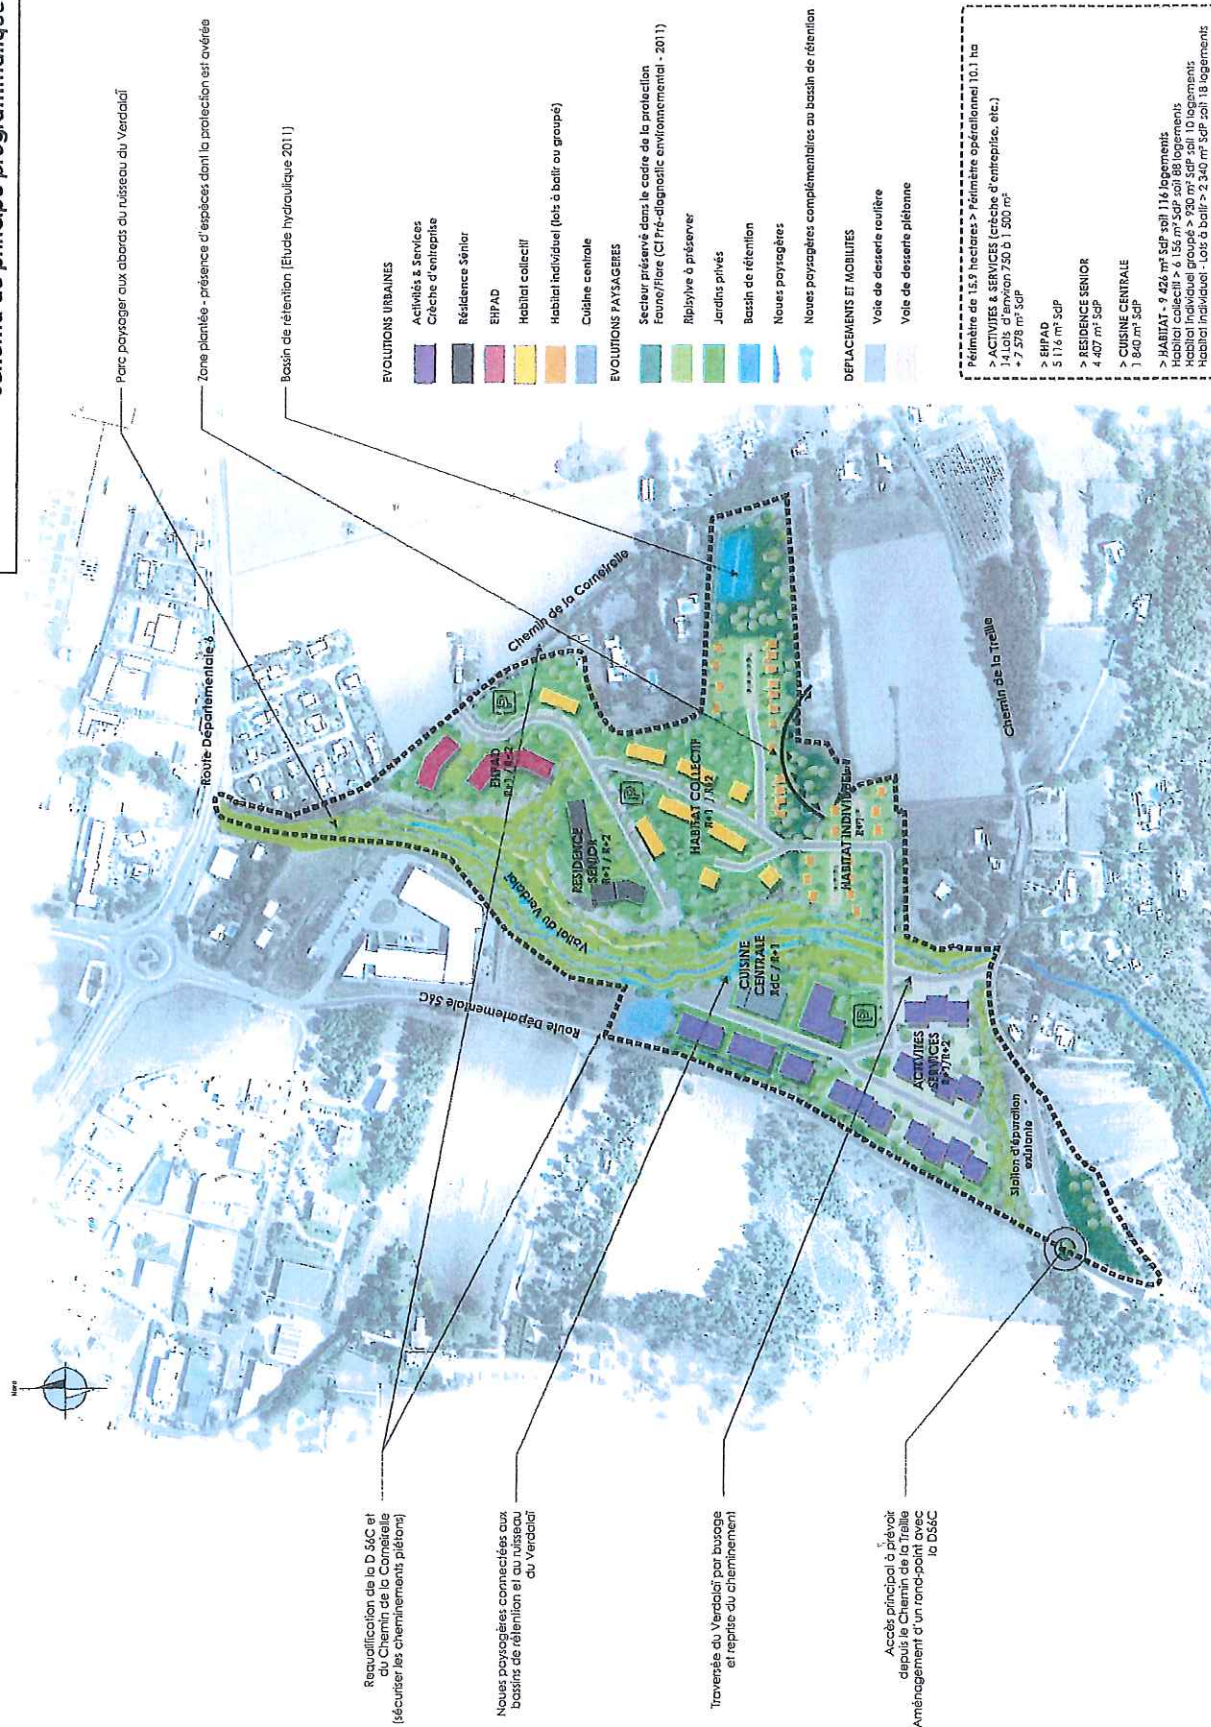 Parc paysager aux abords du ruisseau du Verdalaï
Zone plantée - présence d'espèces dont la protection est avérée
Bassin de rétention (Etude hydraulique 2011)
EVOLUTIONS URBAINES
Activités & Services
Crèche d'entreprise
Résidence Sénior
EHPAD
Habitat collectif
Habitat individuel (lots à batir ou groupé)
Cuisine centrale
EVOLUTIONS PAYSAGERES
Secteur préservé dans le cadre de la protection
Faune/Flore (Cf Pré-diagnostic environnemental - 2011)
Ripisylve à préserver
Jardins privés
Bassin de rétention
Noues paysagères
Noues paysagères complémentaires au bassin de rétention
DEPLACEMENTS ET MOBILITES
Voie de desserte routière
Voie de desserte piétonne
Périmètre de 15,9 hectares > Périmètre opérationnel 10,1 ha
> ACTIVITES & SERVICES (crèche d'entreprise, etc.)
14 Lots d'environ 750 à 1 500 m²
+ 7 578 m² SdP
> EHPAD
5 176 m² SdP
> RESIDENCE SENIOR
4 407 m² SdP
> CUISINE CENTRALE
1 840 m² SdP
> HABITAT - 9 426 m² SdP soit 116 logements
Habitat collectif > 6 156 m² SdP soit 88 logements
Habitat Individuel groupé > 930 m² SdP soit 10 logements
Habitat Individuel - Lots à batir > 2 340 m² SdP soit 18 logements
Nord
Route Départementale 6
Chemin de la Corneirelle
EHPAD
R+1 / R+2
P
RESIDENCE
SENIOR
R+1 / R+2
P
HABITAT COLLECTIF
R+1 / R+2
Vallat du Verdalaï
Route Départementale 56C
CUISINE
CENTRALE
RdC / R+1
HABITAT INDIVIDUEL
R+1
P
ACTIVITES
SERVICES
R+1/R+2
Chemin de la Treille
Station d'épuration
existante
Requalification de la D 56C et
du Chemin de la Corneirelle
(sécuriser les cheminements piétons)
Noues paysagères connectées aux
bassins de rétention et au ruisseau
du Verdalaï
Traversée du Verdalaï par busage
et reprise du cheminement
Accès principal à prévoir
depuis le Chemin de la Treille
Aménagement d'un rond-point avec
la D56C